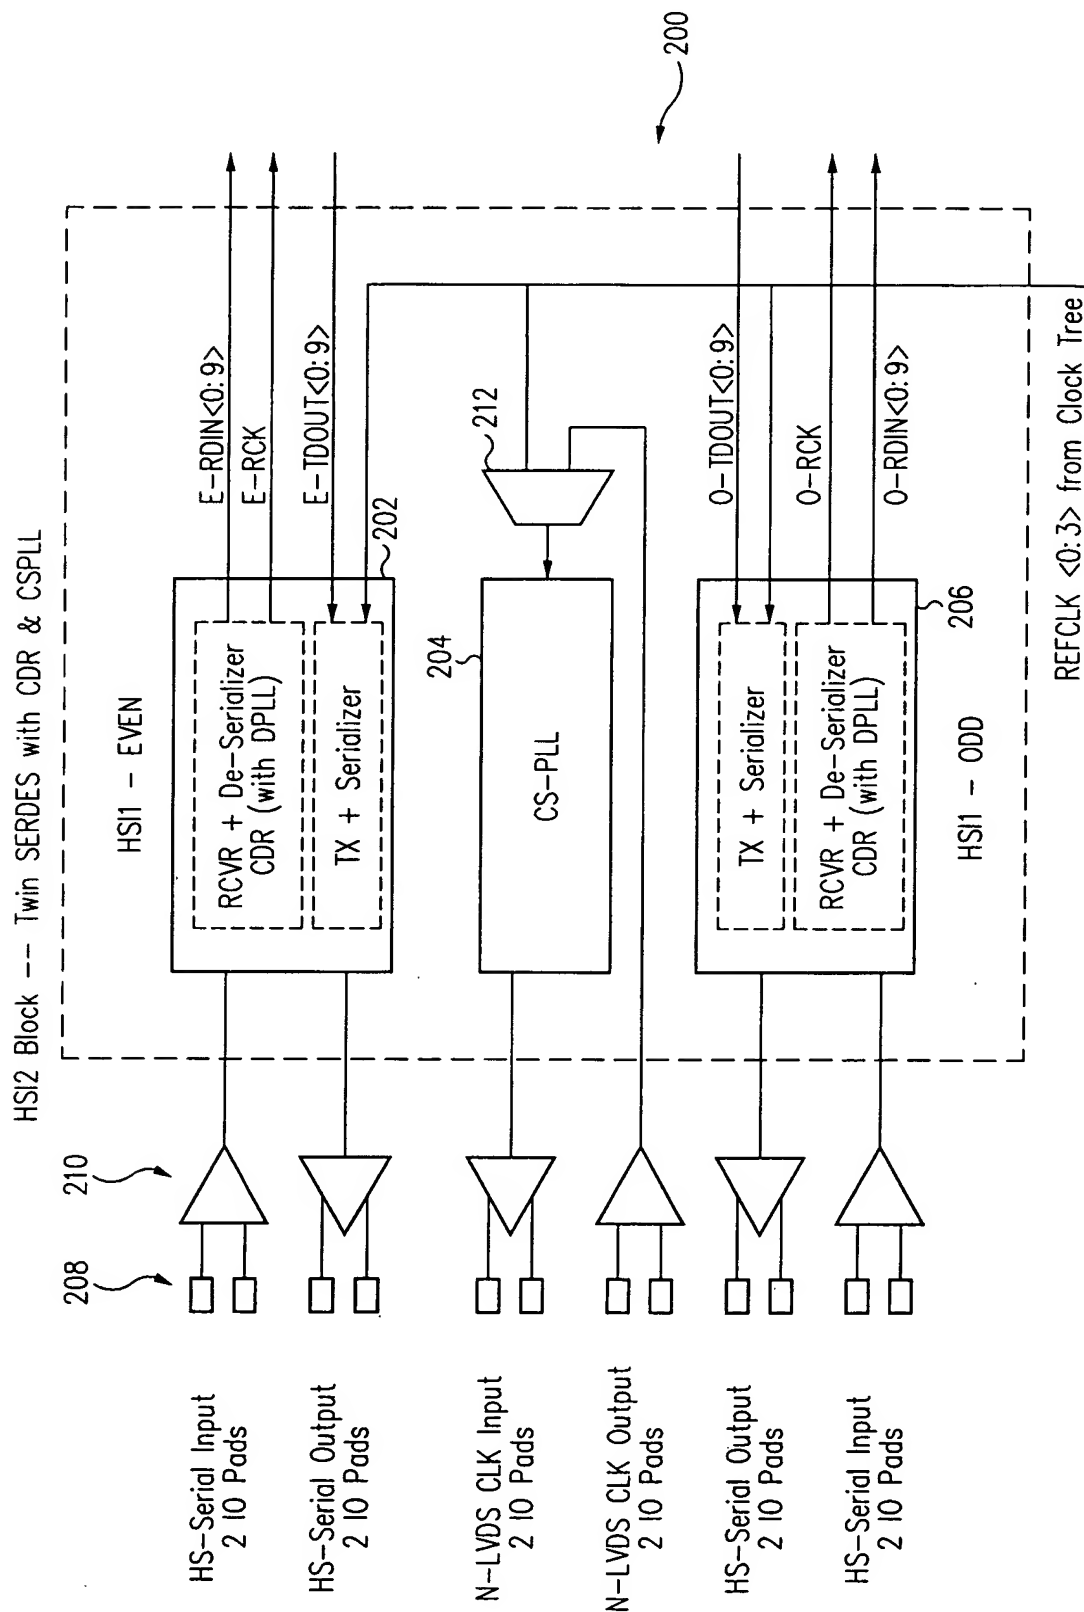 HSI2 Block -- Twin SERDES with CDR & CSPLL
200
HSI1 - EVEN
RCVR + De-Serializer
CDR (with DPLL)
TX + Serializer
202
E-RDIN<0:9>
E-RCK
E-TDOUT<0:9>
204
CS-PLL
212
TX + Serializer
RCVR + De-Serializer
CDR (with DPLL)
206
HSI1 - ODD
O-TDOUT<0:9>
O-RCK
O-RDIN<0:9>
REFCLK <0:3> from Clock Tree
210
208
HS-Serial Input
2 IO Pads
HS-Serial Output
2 IO Pads
N-LVDS CLK Input
2 IO Pads
N-LVDS CLK Output
2 IO Pads
HS-Serial Output
2 IO Pads
HS-Serial Input
2 IO Pads